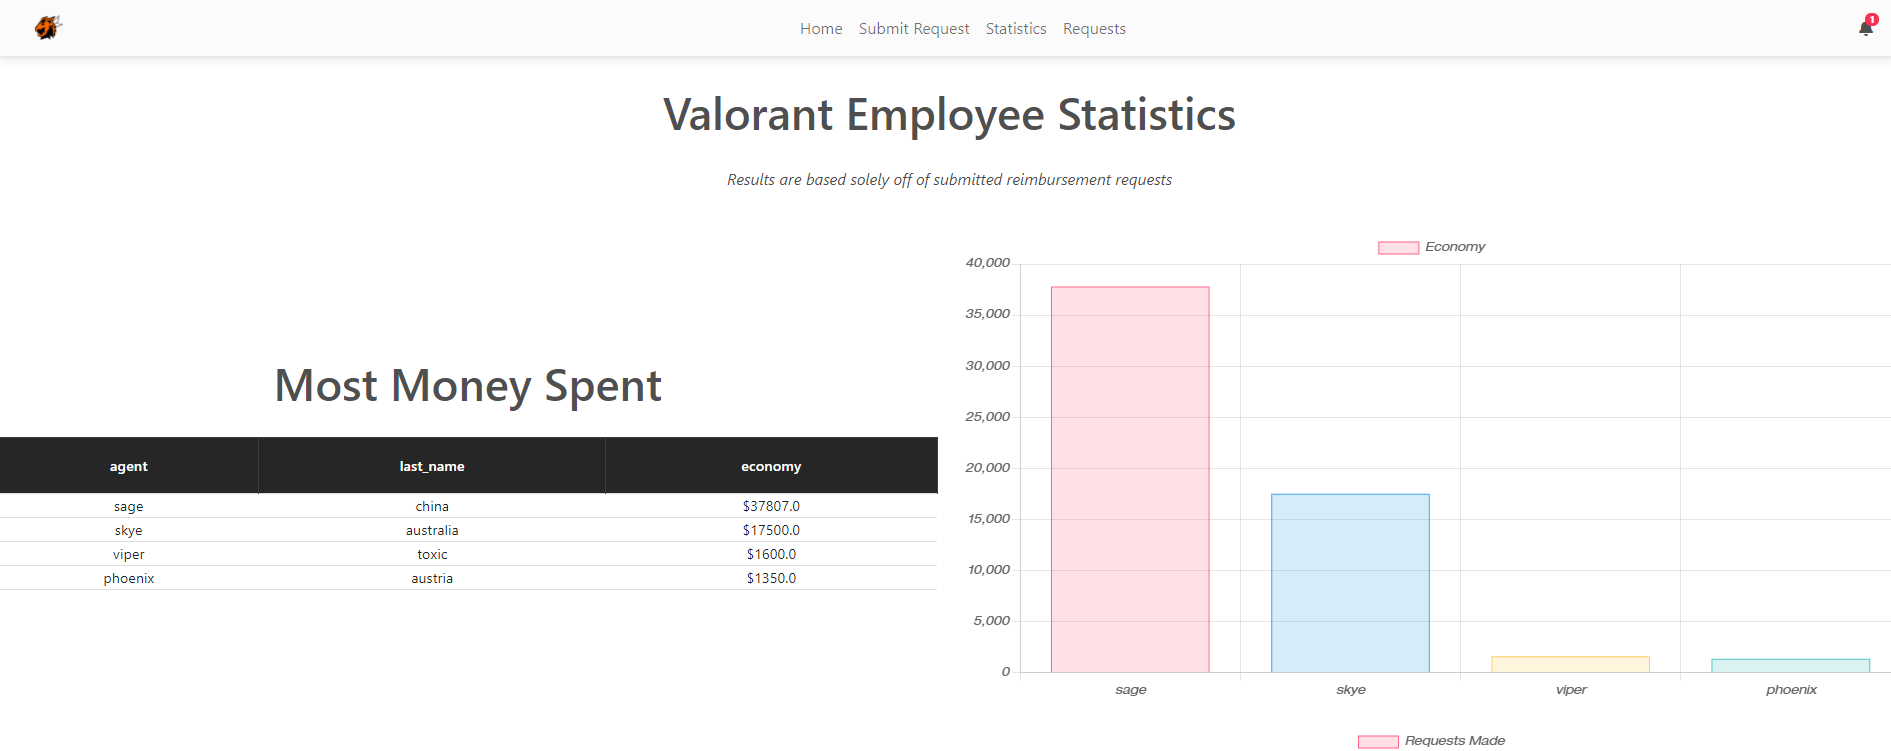 Home Submit Request Statistics Requests 1
Valorant Employee Statistics
Results are based solely off of submitted reimbursement requests
Most Money Spent
agent last_name economy
sage china $37807.0
skye australia $17500.0
viper toxic $1600.0
phoenix austria $1350.0
Economy
40,000
35,000
30,000
25,000
20,000
15,000
10,000
5,000
0
sage skye viper phoenix
Requests Made